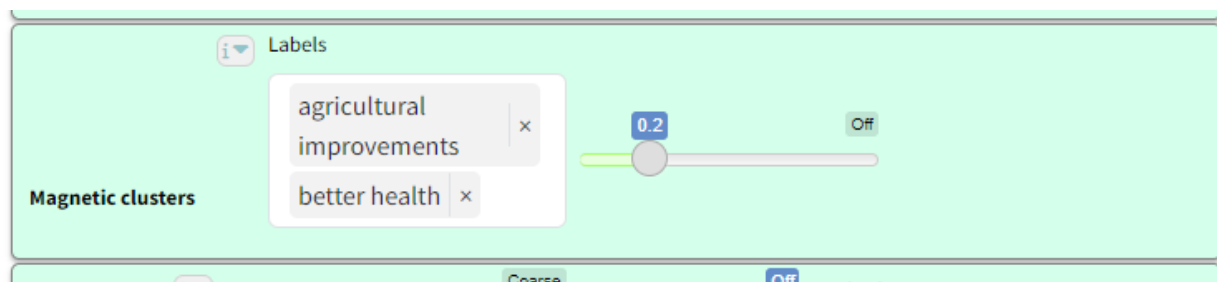 i
Labels
agricultural
improvements
×
better health ×
0.2
Off
Magnetic clusters
Coarse
Off